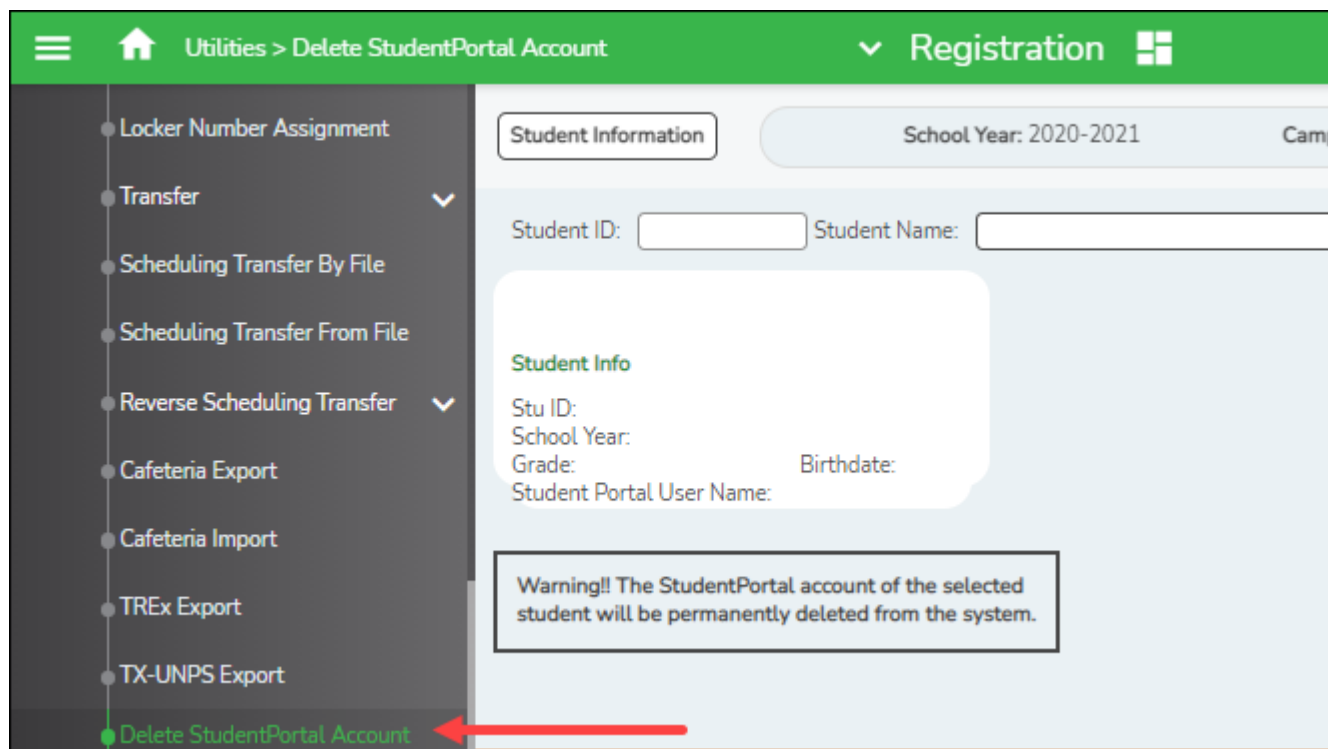 Utilities > Delete StudentPortal Account
Registration
Locker Number Assignment
Transfer
Scheduling Transfer By File
Scheduling Transfer From File
Reverse Scheduling Transfer
Cafeteria Export
Cafeteria Import
TREx Export
TX-UNPS Export
Delete StudentPortal Account
Student Information
School Year: 2020-2021 Camp
Student ID: Student Name:
Student Info
Stu ID:
School Year:
Grade: Birthdate:
Student Portal User Name:
Warning!! The StudentPortal account of the selected
student will be permanently deleted from the system.